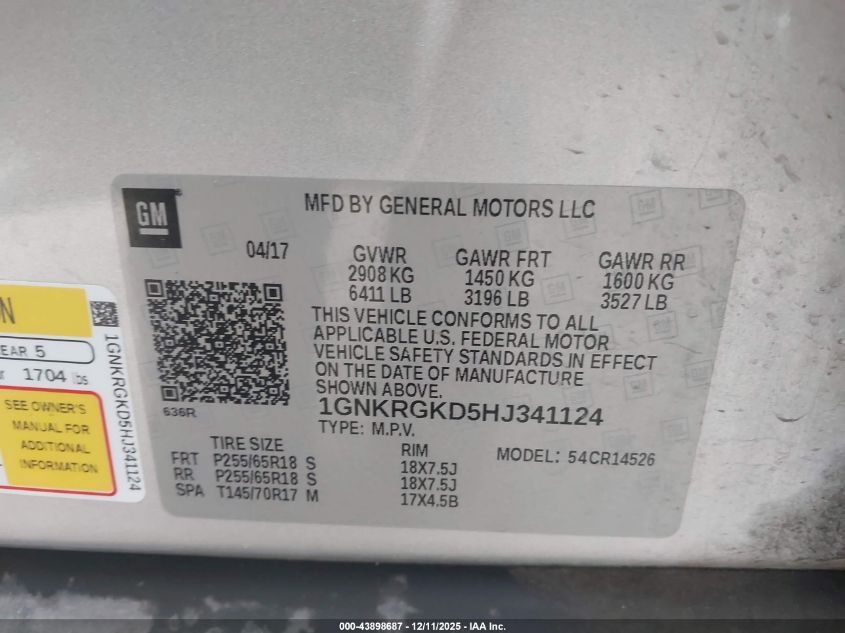 GM
MFD BY GENERAL MOTORS LLC
04/17
GVWR GAWR FRT GAWR RR
2908 KG 1450 KG 1600 KG
6411 LB 3196 LB 3527 LB
THIS VEHICLE CONFORMS TO ALL
APPLICABLE U.S. FEDERAL MOTOR
VEHICLE SAFETY STANDARDS IN EFFECT
ON THE DATE OF MANUFACTURE
SHOWN ABOVE.
636R
1GNKRGKD5HJ341124
TYPE: M.P.V.
TIRE SIZE RIM MODEL: 54CR14526
FRT P255/65R18 S 18X7.5J
RR P255/65R18 S 18X7.5J
SPA T145/70R17 M 17X4.5B
EAR 5
1704 lbs
SEE OWNER'S
MANUAL FOR
ADDITIONAL
INFORMATION
1GNKRGKD5HJ341124
000-43898687 - 12/11/2025 - IAA Inc.